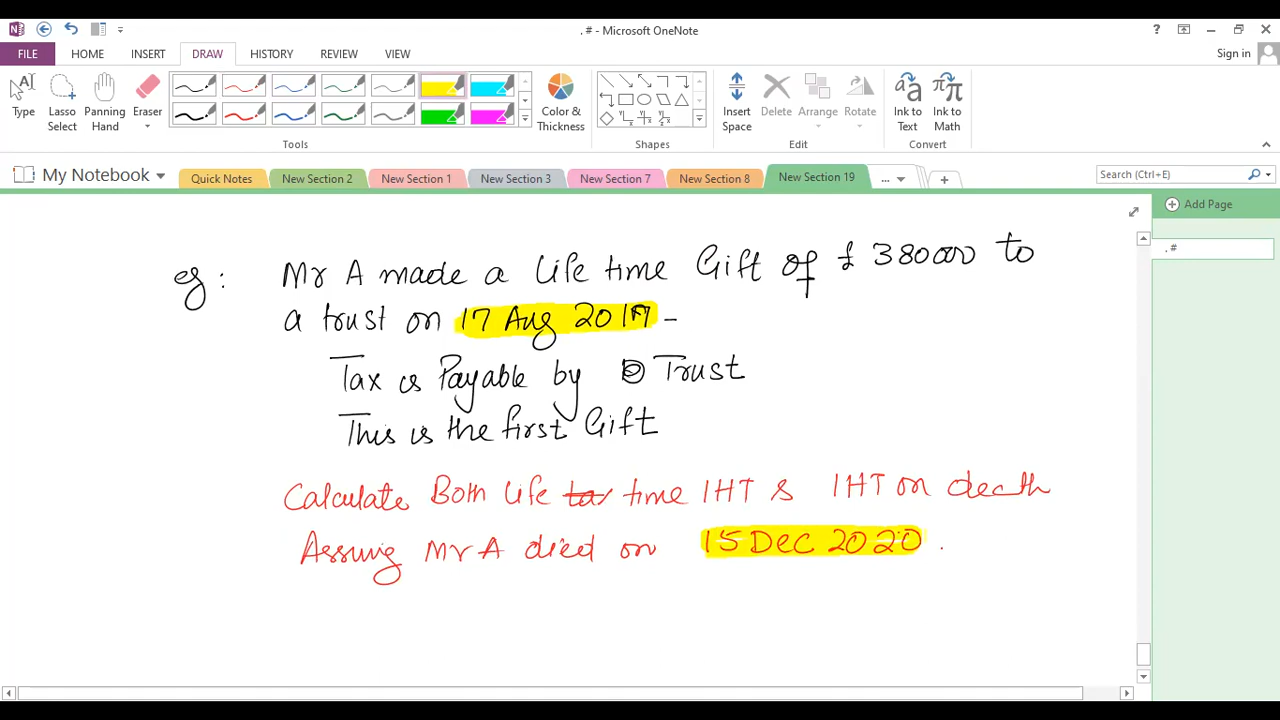 . # - Microsoft OneNote
FILE HOME INSERT DRAW HISTORY REVIEW VIEW Sign in
Type Lasso Select Panning Hand Eraser Color & Thickness Insert Space Delete Arrange Rotate Ink to Text Ink to Math
Tools Shapes Edit Convert
My Notebook Quick Notes New Section 2 New Section 1 New Section 3 New Section 7 New Section 8 New Section 19 ... Search (Ctrl+E)
Add Page
. #
eg : Mr A made a Life time Gift of £ 380000 to
a trust on 17 Aug 2017 -
Tax is Payable by Trust
This is the first Gift
Calculate Both Life time IHT & IHT on death
Assuing Mr A died on 15 Dec 2020 .